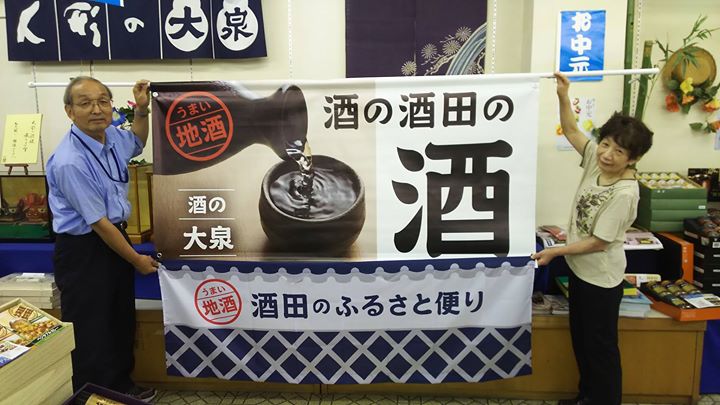 人形の大泉
お中元
うまい
地酒
酒の酒田の
酒
酒の
大泉
うまい
地酒
酒田のふるさと便り